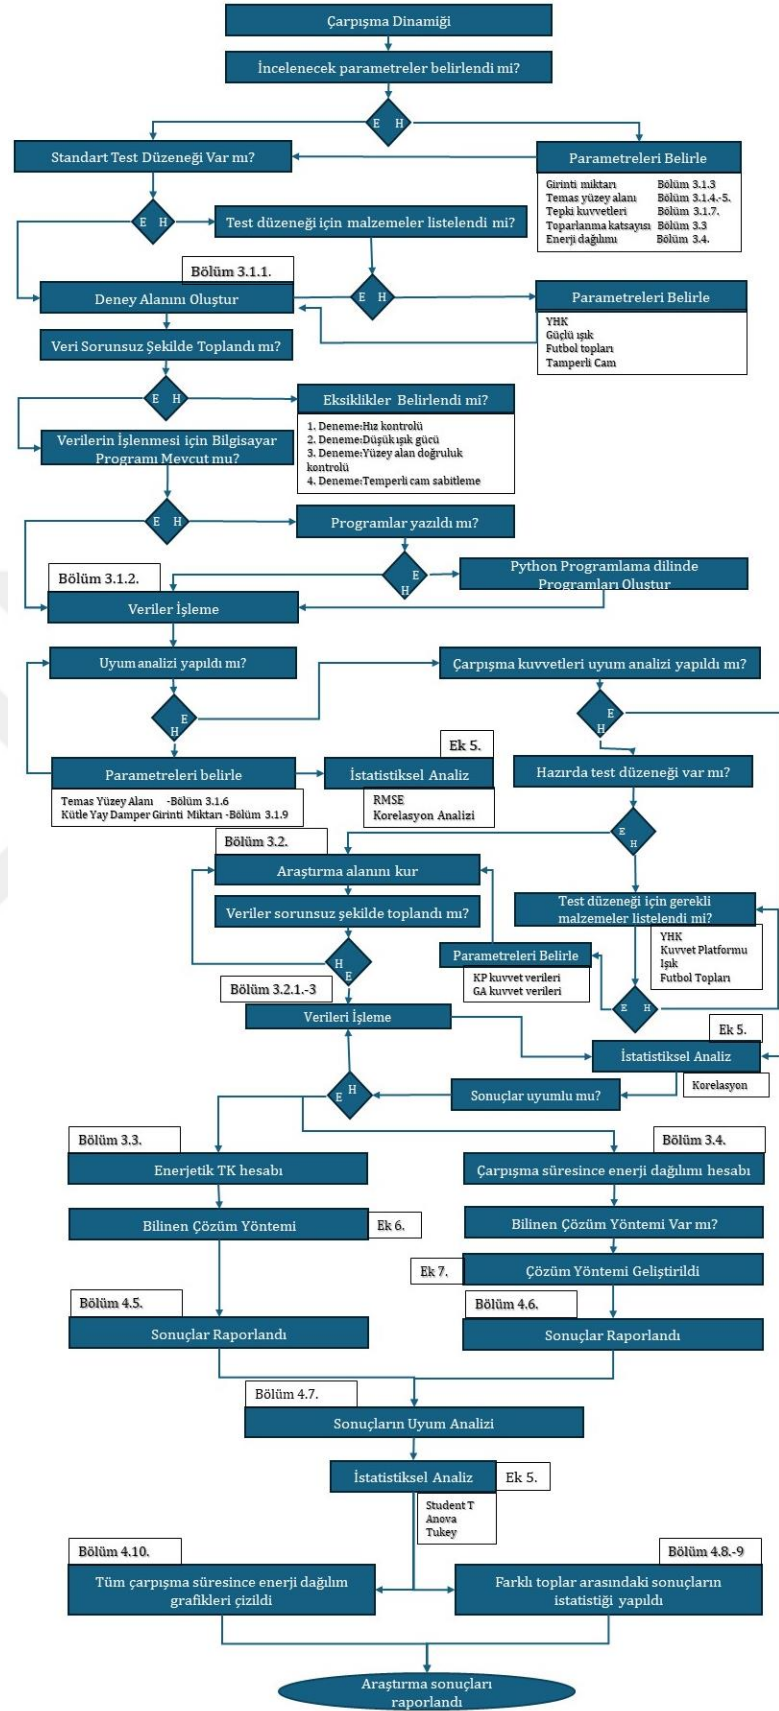 Çarpışma Dinamiği
İncelenecek parametreler belirlendi mi?
E H
Standart Test Düzeneği Var mı?
Parametreleri Belirle
Girinti miktarı Bölüm 3.1.3
Temas yüzey alanı Bölüm 3.1.4.-5.
Tepki kuvvetleri Bölüm 3.1.7.
Toparlanma katsayısı Bölüm 3.3
Enerji dağılımı Bölüm 3.4.
E H
Test düzeneği için malzemeler listelendi mi?
Bölüm 3.1.1.
Deney Alanını Oluştur
E H
Parametreleri Belirle
YHK
Güçlü ışık
Futbol topları
Tamperli Cam
Veri Sorunsuz Şekilde Toplandı mı?
E H
Eksiklikler Belirlendi mi?
1. Deneme:Hız kontrolü
2. Deneme:Düşük ışık gücü
3. Deneme:Yüzey alan doğruluk
kontrolü
4. Deneme:Temperli cam sabitleme
Verilerin İşlenmesi için Bilgisayar
Programı Mevcut mu?
E H
Programlar yazıldı mı?
E
H
Python Programlama dilinde
Programları Oluştur
Bölüm 3.1.2.
Veriler İşleme
Uyum analizi yapıldı mı?
Çarpışma kuvvetleri uyum analizi yapıldı mı?
E
H
E
H
Parametreleri belirle
Temas Yüzey Alanı -Bölüm 3.1.6
Kütle Yay Damper Girinti Miktarı -Bölüm 3.1.9
Ek 5.
İstatistiksel Analiz
RMSE
Korelasyon Analizi
Hazırda test düzeneği var mı?
E
H
Bölüm 3.2.
Araştırma alanını kur
Veriler sorunsuz şekilde toplandı mı?
H
E
Test düzeneği için gerekli
malzemeler listelendi mi?
YHK
Kuvvet Platformu
Işık
Futbol Topları
Parametreleri Belirle
KP kuvvet verileri
GA kuvvet verileri
E H
Bölüm 3.2.1.-3
Verileri İşleme
Ek 5.
İstatistiksel Analiz
Korelasyon
Sonuçlar uyumlu mu?
E H
Bölüm 3.3.
Enerjetik TK hesabı
Bölüm 3.4.
Çarpışma süresince enerji dağılımı hesabı
Bilinen Çözüm Yöntemi
Ek 6.
Bilinen Çözüm Yöntemi Var mı?
Ek 7.
Çözüm Yöntemi Geliştirildi
Bölüm 4.5.
Sonuçlar Raporlandı
Bölüm 4.6.
Sonuçlar Raporlandı
Bölüm 4.7.
Sonuçların Uyum Analizi
İstatistiksel Analiz
Ek 5.
Student T
Anova
Tukey
Bölüm 4.10.
Tüm çarpışma süresince enerji dağılım
grafikleri çizildi
Bölüm 4.8.-9
Farklı toplar arasındaki sonuçların
istatistiği yapıldı
Araştırma sonuçları
raporlandı